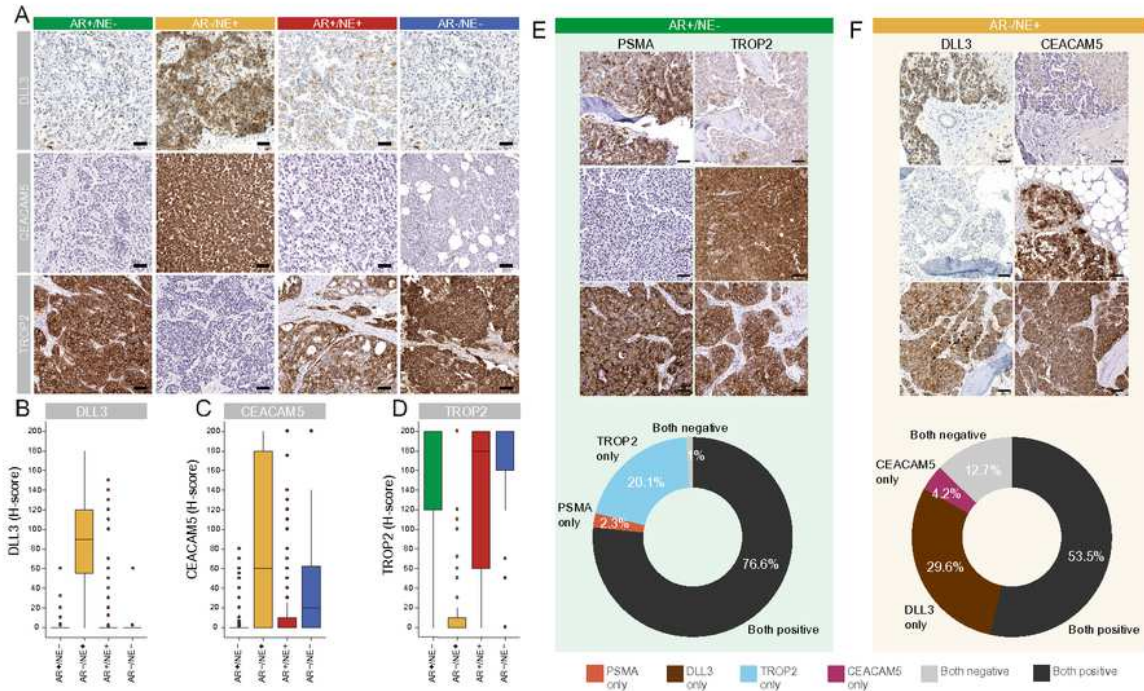 A
AR+/NE-
AR-/NE+
AR+/NE+
AR-/NE-
DLL3
CEACAM5
TROP2
B
DLL3
DLL3 (H-score)
200
180
160
140
120
100
80
60
40
20
0
AR+/NE-
AR-/NE+
AR+/NE+
AR-/NE-
C
CEACAM5
CEACAM5 (H-score)
200
180
160
140
120
100
80
60
40
20
0
AR+/NE-
AR-/NE+
AR+/NE+
AR-/NE-
D
TROP2
TROP2 (H-score)
200
180
160
140
120
100
80
60
40
20
0
AR+/NE-
AR-/NE+
AR+/NE+
AR-/NE-
E
AR+/NE-
PSMA
TROP2
Both negative
TROP2
only
1%
20.1%
PSMA
only
2.3%
76.6%
Both positive
F
AR-/NE+
DLL3
CEACAM5
Both negative
CEACAM5
only
12.7%
4.2%
29.6%
53.5%
DLL3
only
Both positive
PSMA
only
DLL3
only
TROP2
only
CEACAM5
only
Both negative
Both positive